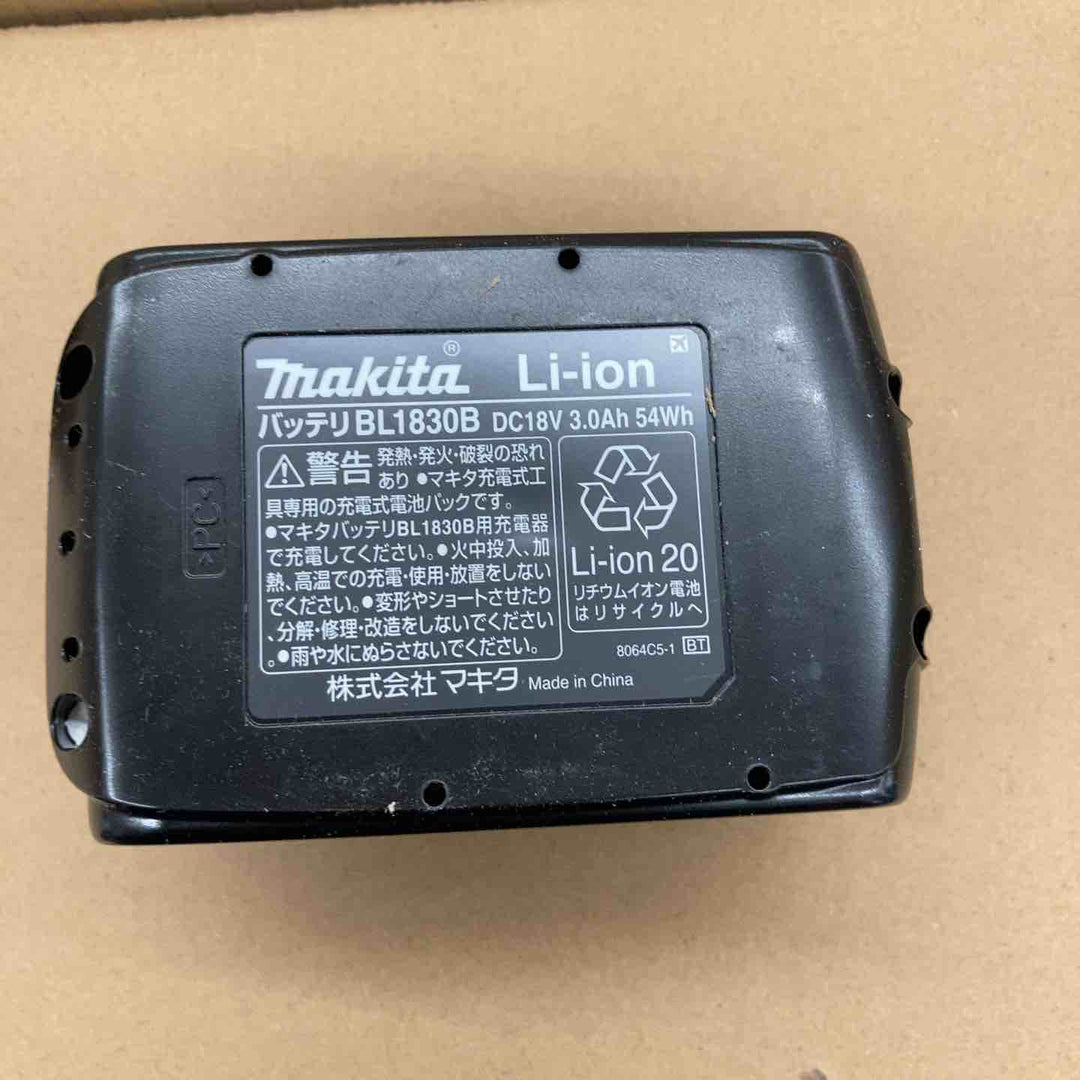 makita® Li-ion
バッテリBL1830B DC18V 3.0Ah 54Wh
警告 発熱・発火・破裂の恐れ
あり ●マキタ充電式工
具専用の充電式電池パックです。
●マキタバッテリBL1830B用充電器
で充電してください。●火中投入、加
熱、高温での充電・使用・放置をしない
でください。●変形やショートさせたり
、分解・修理・改造をしないでください
。●雨や水にぬらさないでください。
Li-ion 20
リチウムイオン電池
はリサイクルへ
8064C5-1 BT
株式会社マキタ Made in China
>PC<